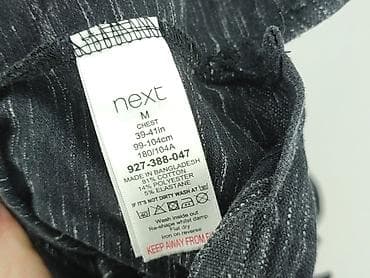 next
M
CHEST
39-41in
99-104cm
180/104A
927-388-047
MADE IN BANGLADESH
81% COTTON
14% POLYESTER
5% ELASTANE
IF IT'S NOT DIRTY WASH AT
Wash inside out
Reshape whilst damp
Flat dry
Iron on reverse
KEEP AWAY FROM